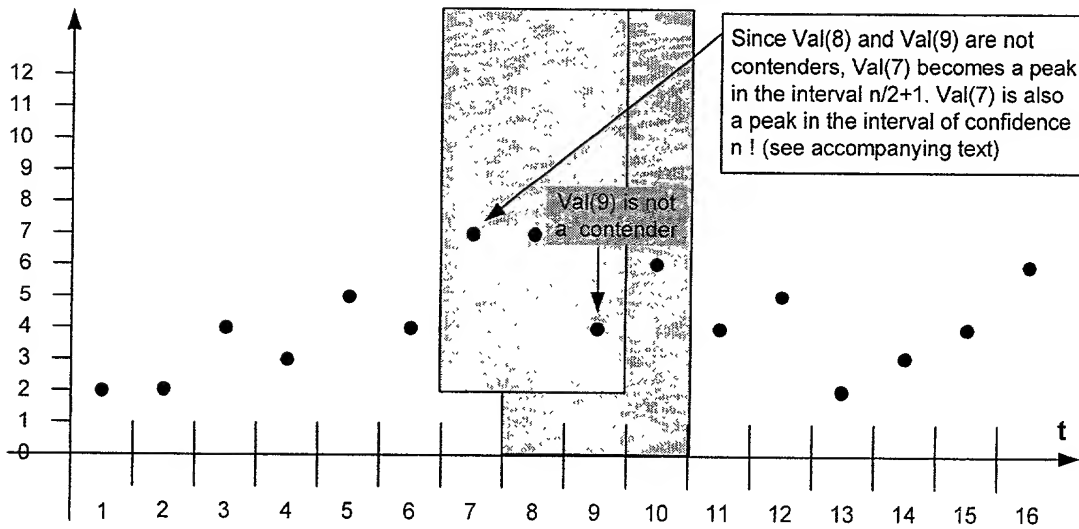 Since Val(8) and Val(9) are not
contenders, Val(7) becomes a peak
in the interval n/2+1. Val(7) is also
a peak in the interval of confidence
n ! (see accompanying text)
12
11
10
9
8
7
6
5
4
3
2
1
0
Val(9) is not
a contender
t
1 2 3 4 5 6 7 8 9 10 11 12 13 14 15 16